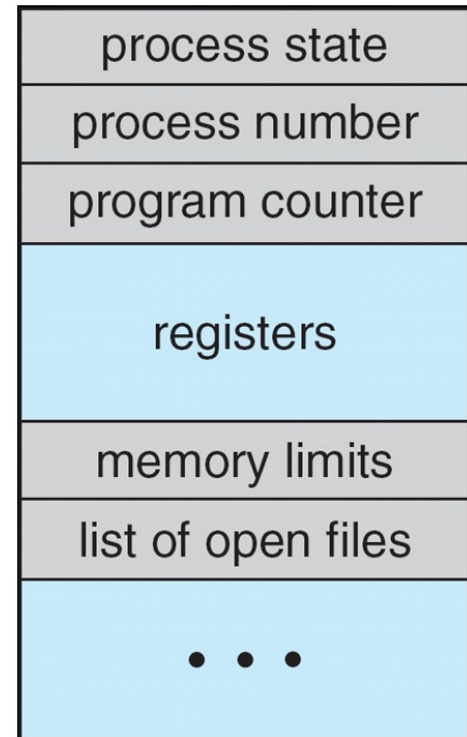 process state
process number
program counter
registers
memory limits
list of open files
• • •